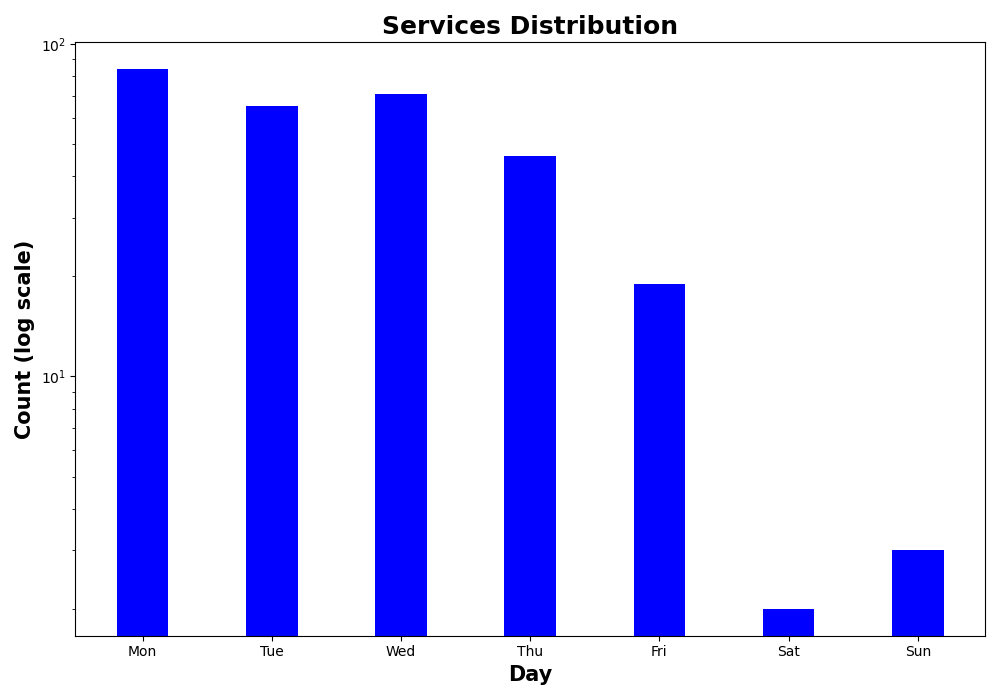 Services Distribution
10²
10¹
Count (log scale)
Mon Tue Wed Thu Fri Sat Sun
Day